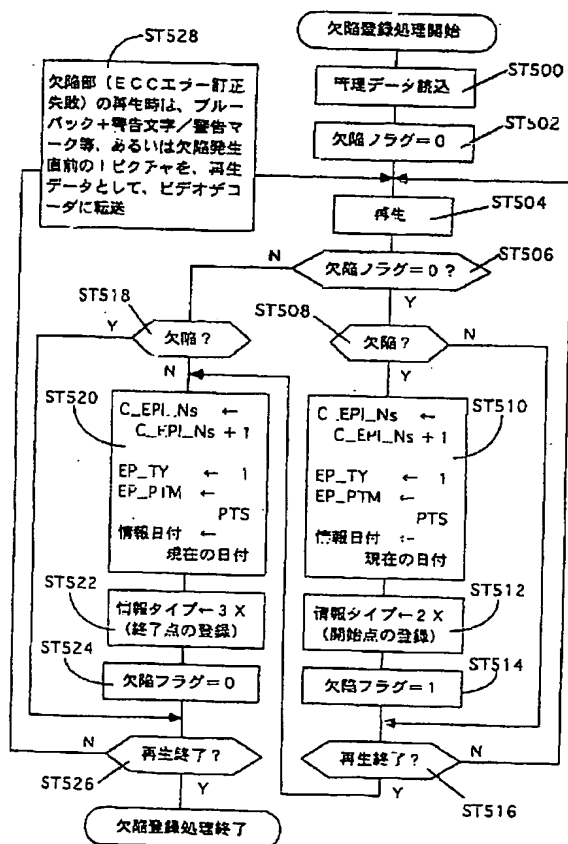 欠陥登録処理開始
ST500
管理データ読込
ST502
欠陥フラグ=0
ST528
欠陥部(ECCエラー訂正
失敗)の再生時は、ブルー
バック+警告文字/警告マ
ーク等、あるいは欠陥発生
直前のIピクチャを、再生
データとして、ビデオデコ
ーダに転送
ST504
再生
ST506
欠陥フラグ=0?
N
Y
ST518
欠陥?
Y
N
ST508
欠陥?
N
Y
ST520
C_EPI_Ns ←
C_EPI_Ns + 1
EP_TY ← 1
EP_PTM ←
PTS
情報日付 ←
現在の日付
ST510
C_EPI_Ns ←
C_EPI_Ns + 1
EP_TY ← 1
EP_PTM ←
PTS
情報日付 ←
現在の日付
ST522
情報タイプ←3X
(終了点の登録)
ST512
情報タイプ←2X
(開始点の登録)
ST524
欠陥フラグ=0
ST514
欠陥フラグ=1
N
再生終了?
ST526
Y
再生終了?
N
Y
ST516
欠陥登録処理終了